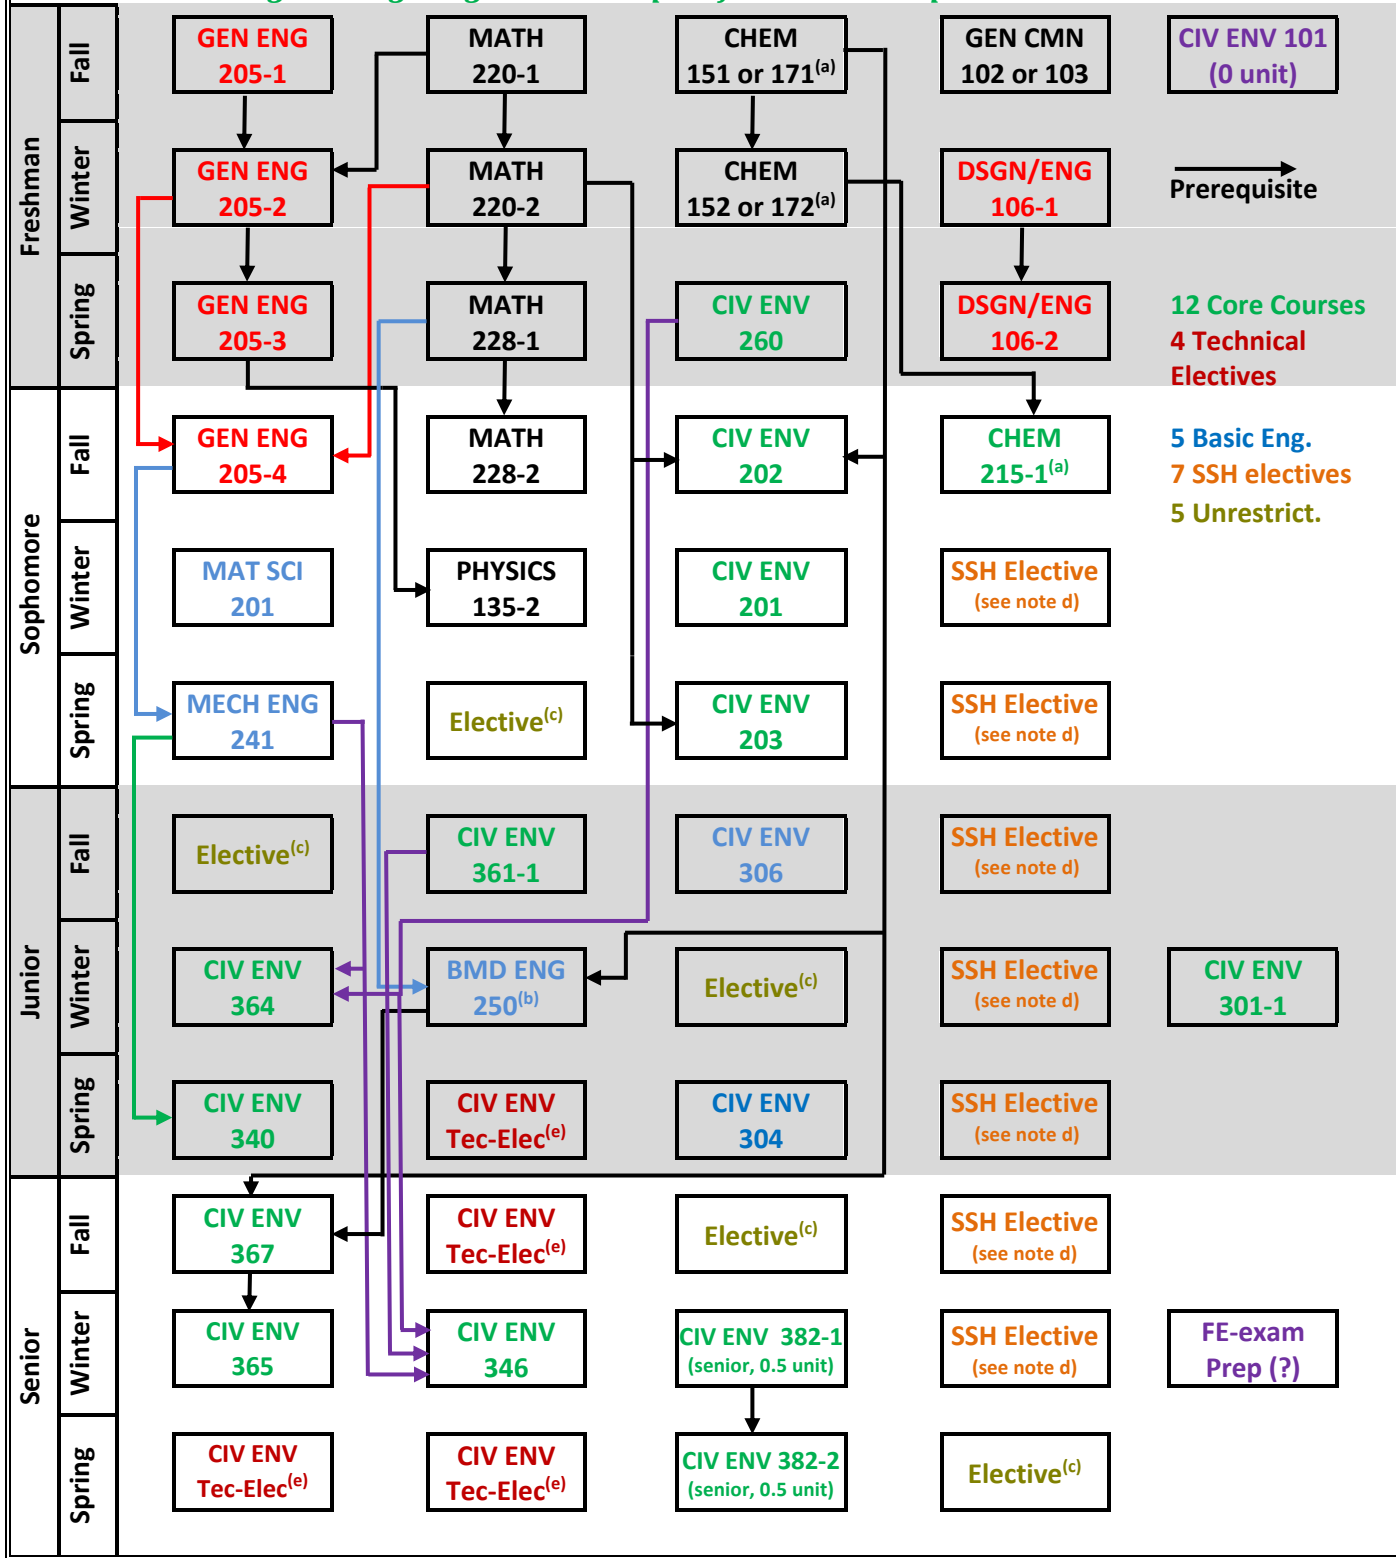 Freshman
Fall
GEN ENG
205-1
MATH
220-1
CHEM
151 or 171(a)
GEN CMN
102 or 103
CIV ENV 101
(0 unit)
Winter
GEN ENG
205-2
MATH
220-2
CHEM
152 or 172(a)
DSGN/ENG
106-1
Prerequisite
Spring
GEN ENG
205-3
MATH
228-1
CIV ENV
260
DSGN/ENG
106-2
12 Core Courses
4 Technical
Electives
Sophomore
Fall
GEN ENG
205-4
MATH
228-2
CIV ENV
202
CHEM
215-1(a)
5 Basic Eng.
7 SSH electives
5 Unrestrict.
Winter
MAT SCI
201
PHYSICS
135-2
CIV ENV
201
SSH Elective
(see note d)
Spring
MECH ENG
241
Elective(c)
CIV ENV
203
SSH Elective
(see note d)
Junior
Fall
Elective(c)
CIV ENV
361-1
CIV ENV
306
SSH Elective
(see note d)
Winter
CIV ENV
364
BMD ENG
250(b)
Elective(c)
SSH Elective
(see note d)
CIV ENV
301-1
Spring
CIV ENV
340
CIV ENV
Tec-Elec(e)
CIV ENV
304
SSH Elective
(see note d)
Senior
Fall
CIV ENV
367
CIV ENV
Tec-Elec(e)
Elective(c)
SSH Elective
(see note d)
Winter
CIV ENV
365
CIV ENV
346
CIV ENV 382-1
(senior, 0.5 unit)
SSH Elective
(see note d)
FE-exam
Prep (?)
Spring
CIV ENV
Tec-Elec(e)
CIV ENV
Tec-Elec(e)
CIV ENV 382-2
(senior, 0.5 unit)
Elective(c)